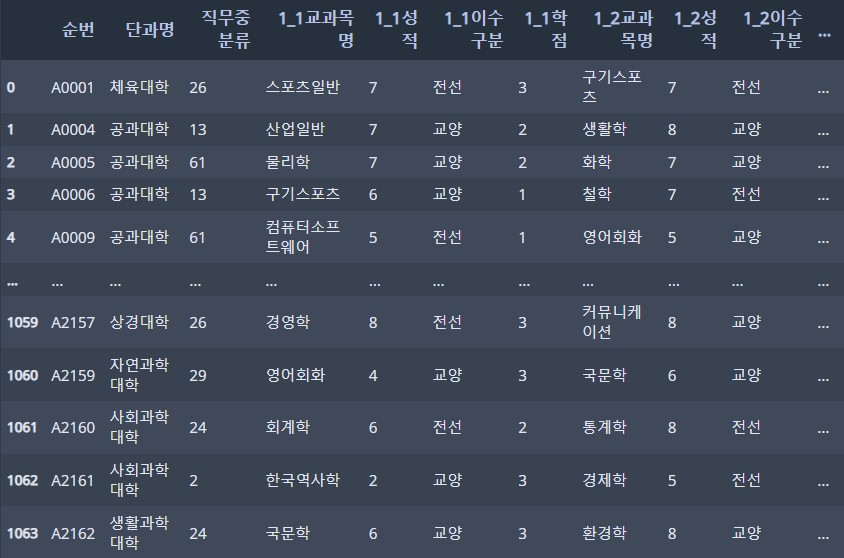 순번 단과명 직무중분류 1_1교과목명 1_1성적 1_1이수구분 1_1학점 1_2교과목명 1_2성적 1_2이수구분 ...
0 A0001 체육대학 26 스포츠일반 7 전선 3 구기스포츠 7 전선 ...
1 A0004 공과대학 13 산업일반 7 교양 2 생활학 8 교양 ...
2 A0005 공과대학 61 물리학 7 교양 2 화학 7 교양 ...
3 A0006 공과대학 13 구기스포츠 6 교양 1 철학 7 전선 ...
4 A0009 공과대학 61 컴퓨터소프트웨어 5 전선 1 영어회화 5 교양 ...
... ... ... ... ... ... ... ... ... ... ... ...
1059 A2157 상경대학 26 경영학 8 전선 3 커뮤니케이션 8 교양 ...
1060 A2159 자연과학대학 29 영어회화 4 교양 3 국문학 6 교양 ...
1061 A2160 사회과학대학 24 회계학 6 전선 2 통계학 8 전선 ...
1062 A2161 사회과학대학 2 한국역사학 2 교양 3 경제학 5 전선 ...
1063 A2162 생활과학대학 24 국문학 6 교양 3 환경학 8 교양 ...